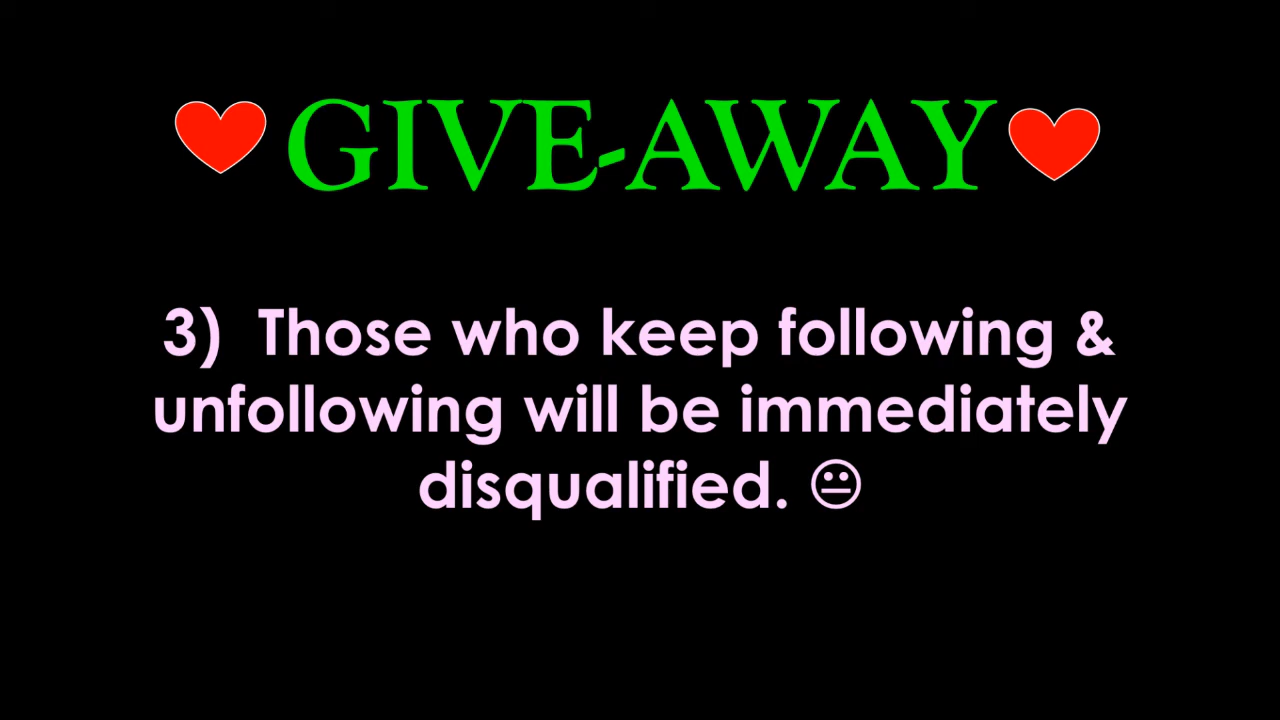 GIVE-AWAY
3) Those who keep following &
unfollowing will be immediately
disqualified. 😐